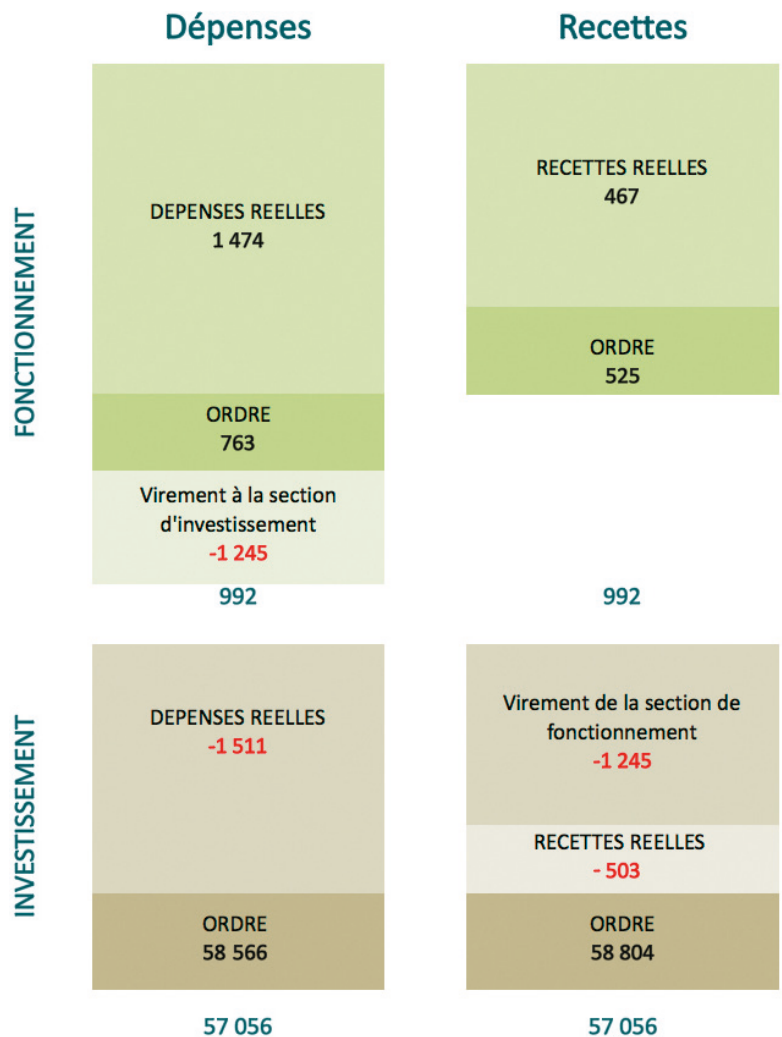 Dépenses
Recettes
FONCTIONNEMENT
DEPENSES REELLES
1 474
ORDRE
763
Virement à la section
d'investissement
-1 245
992
RECETTES REELLES
467
ORDRE
525
992
INVESTISSEMENT
DEPENSES REELLES
-1 511
ORDRE
58 566
57 056
Virement de la section de
fonctionnement
-1 245
RECETTES REELLES
- 503
ORDRE
58 804
57 056